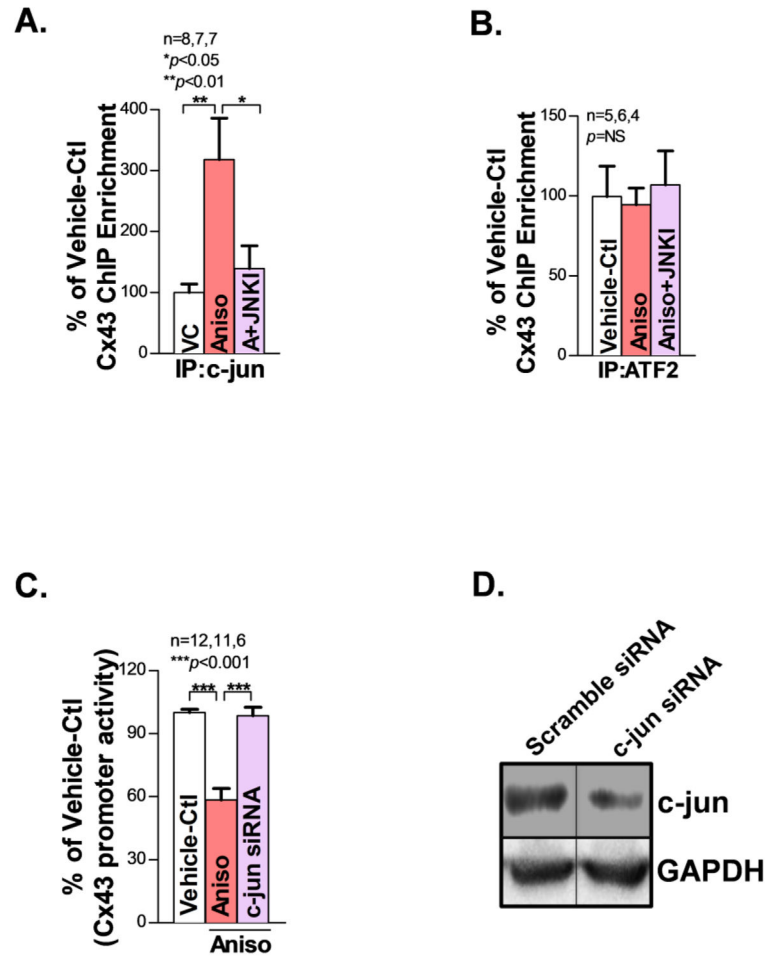 A.
n=8,7,7
*p<0.05
**p<0.01
% of Vehicle-Ctl
Cx43 ChIP Enrichment
400
300
200
100
0
**
*
VC
Aniso
A+JNKI
IP:c-jun
B.
n=5,6,4
p=NS
% of Vehicle-Ctl
Cx43 ChIP Enrichment
150
100
50
0
Vehicle-Ctl
Aniso
Aniso+JNKI
IP:ATF2
C.
n=12,11,6
***p<0.001
% of Vehicle-Ctl
(Cx43 promoter activity)
120
90
60
30
0
***
***
Vehicle-Ctl
Aniso
c-jun siRNA
Aniso
D.
Scramble siRNA
c-jun siRNA
c-jun
GAPDH